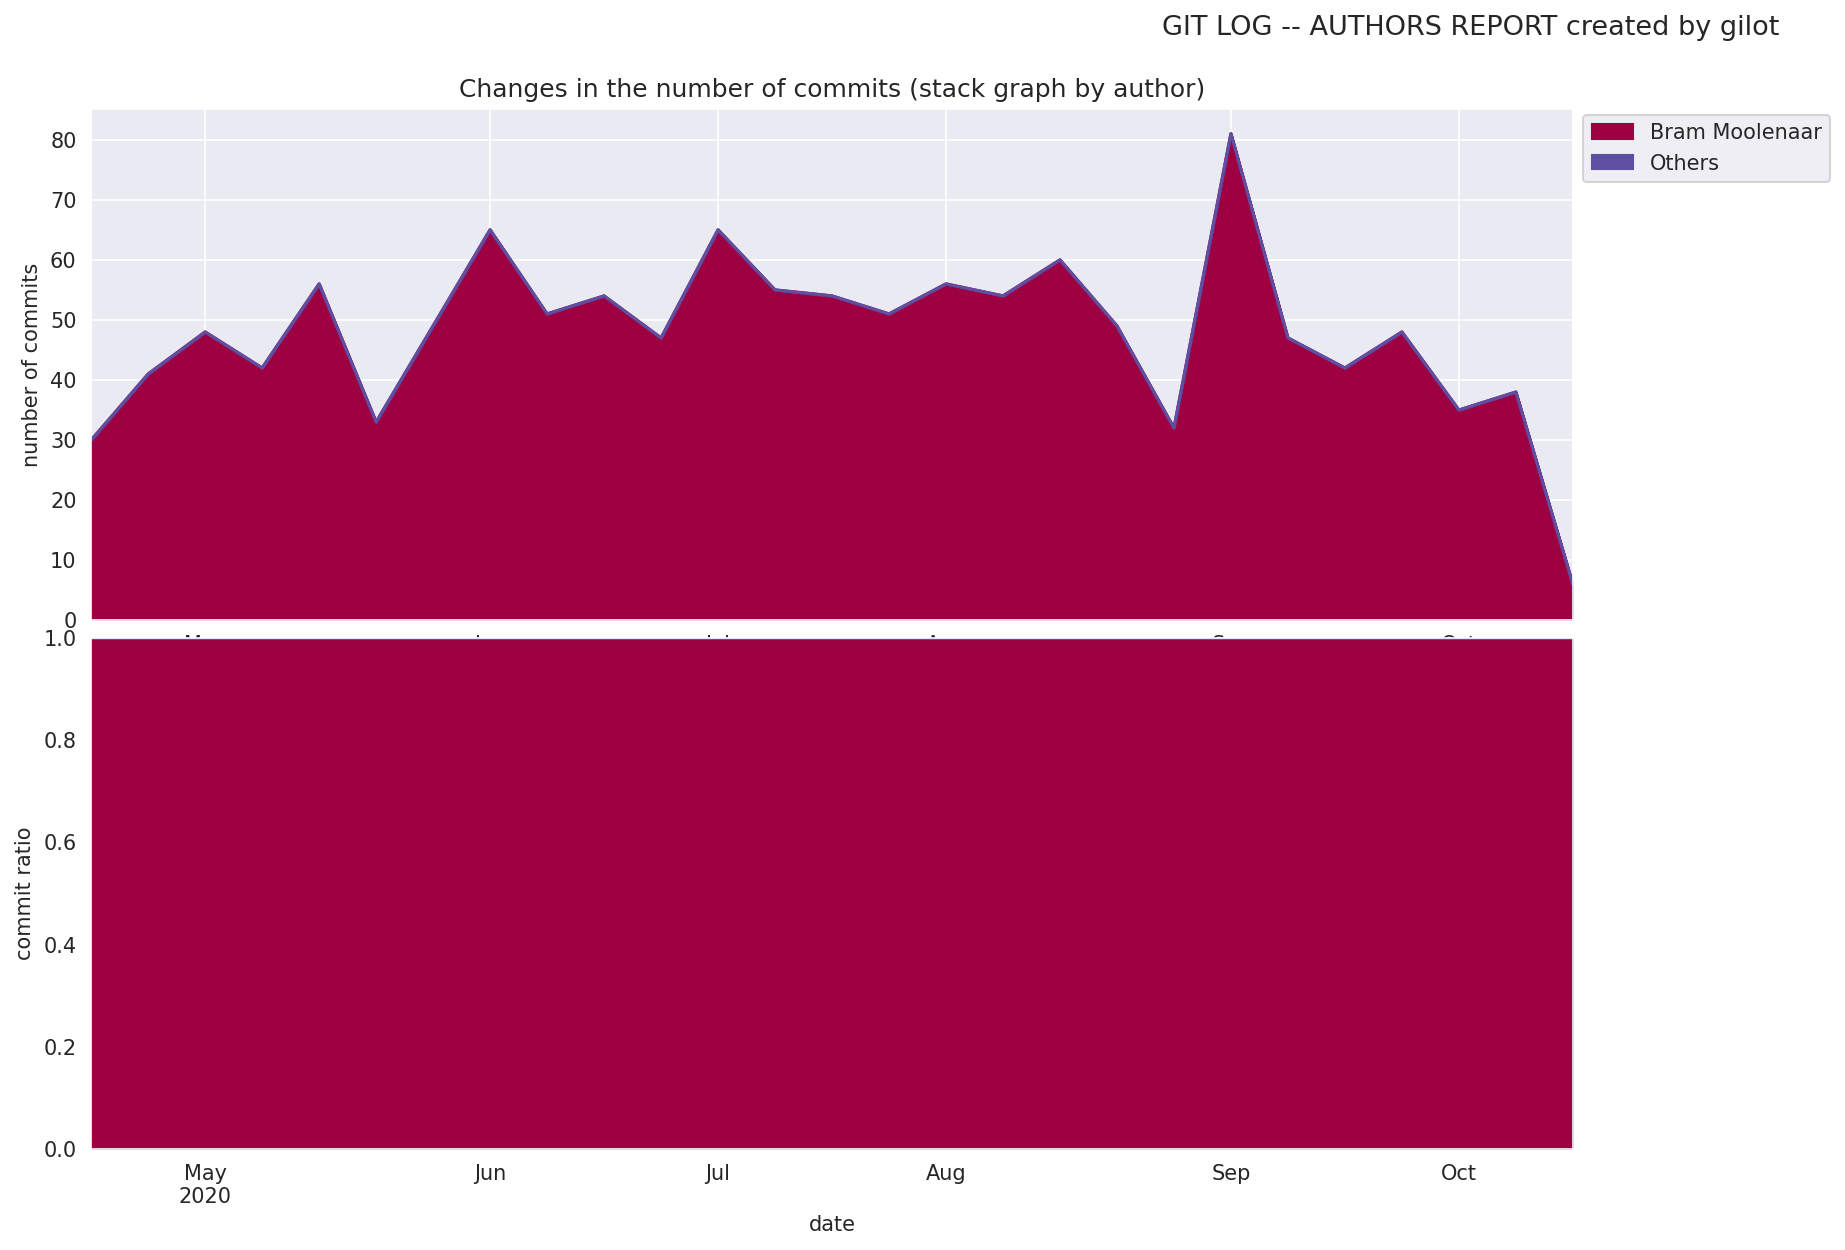 GIT LOG -- AUTHORS REPORT created by gilot
Changes in the number of commits (stack graph by author)
Bram Moolenaar
Others
number of commits
80
70
60
50
40
30
20
10
0
commit ratio
1.0
0.8
0.6
0.4
0.2
0.0
May Jun Jul Aug Sep Oct
2020
date